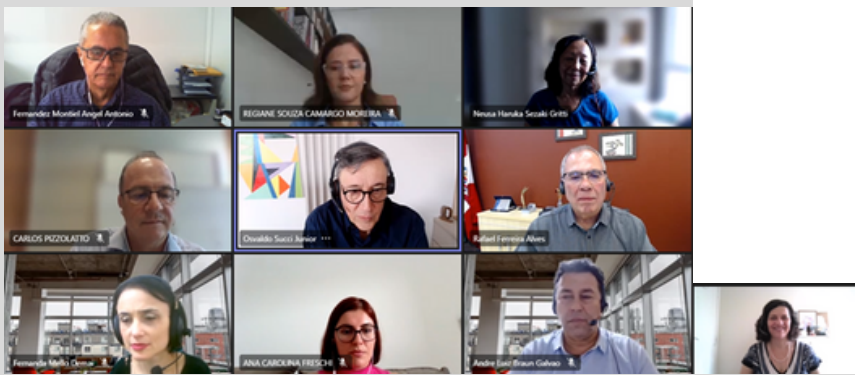 Fernandez Montiel Angel Antonio
REGIANE SOUZA CAMARGO MOREIRA
Neusa Haruka Sezaki Gritti
CARLOS PIZZOLATTO
Osvaldo Succi Junior ···
Rafael Ferreira Alves
Fernanda Mello Demai
ANA CAROLINA FRESCHI
Andre Luiz Braun Galvao